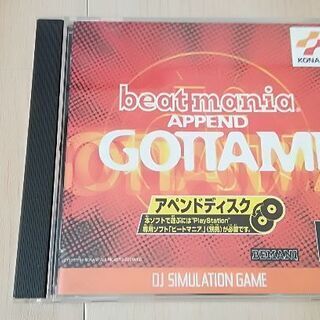 KONA
beatmania
APPEND
GOTTAMI
アペンドディスク
本ソフトで遊ぶには"PlayStation"
専用ソフト「ビートマニア」（別売）が必要です。
BEMANI
DJ SIMULATION GAME